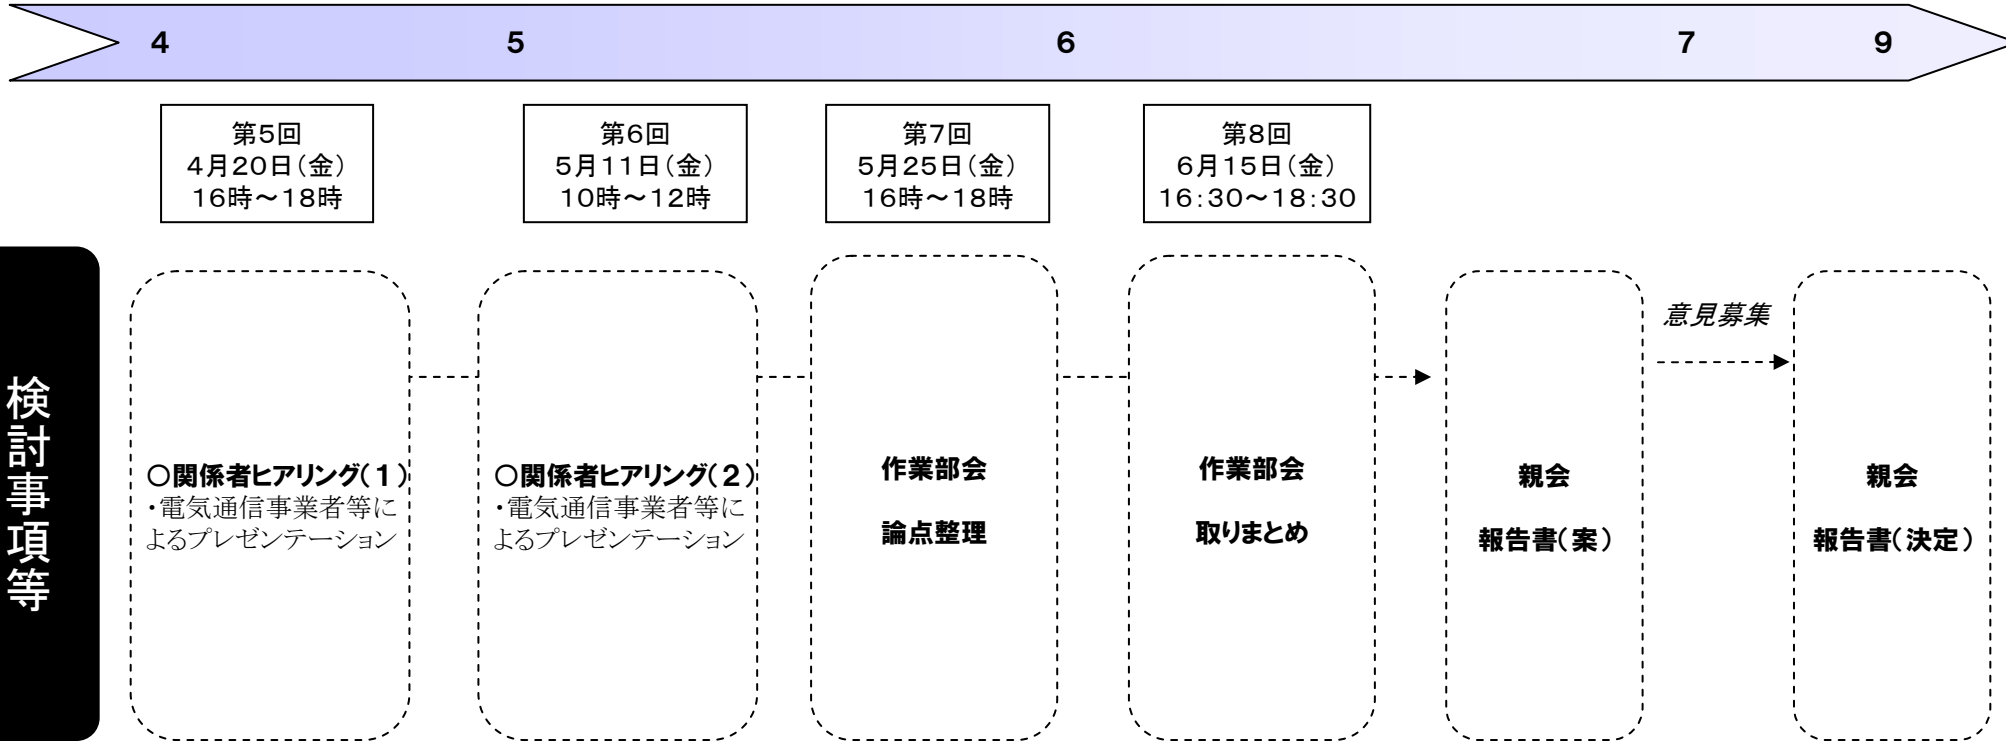 4 5 6 7 9
第5回
4月20日(金)
16時～18時
第6回
5月11日(金)
10時～12時
第7回
5月25日(金)
16時～18時
第8回
6月15日(金)
16:30～18:30
検討事項等
○関係者ヒアリング(1)
・電気通信事業者等に
よるプレゼンテーション
○関係者ヒアリング(2)
・電気通信事業者等に
よるプレゼンテーション
作業部会
論点整理
作業部会
取りまとめ
親会
報告書(案)
意見募集
親会
報告書(決定)